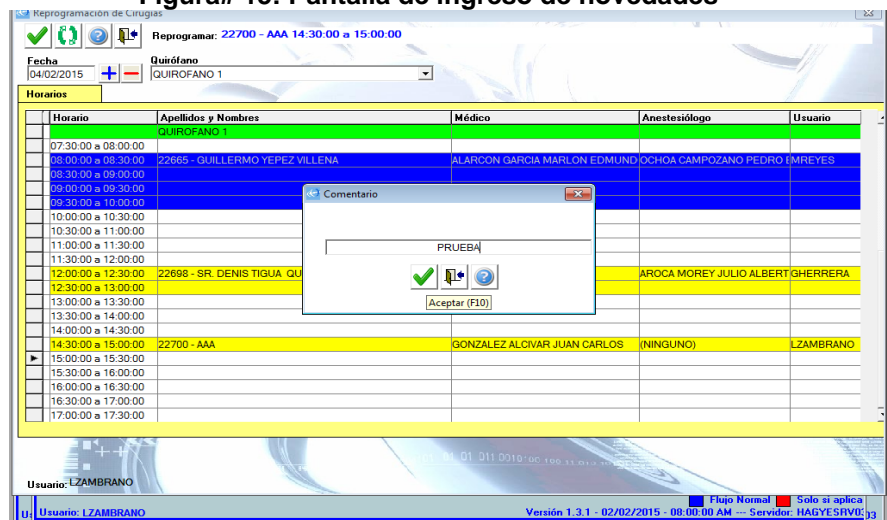 Figura# 19: Pantalla de ingreso de novedades
Reprogramación de Cirugías
Reprogramar: 22700 - AAA 14:30:00 a 15:00:00
Fecha
Quirófano
04/02/2015
QUIROFANO 1
Horarios
Horario Apellidos y Nombres Médico Anestesiólogo Usuario
QUIROFANO 1
07:30:00 a 08:00:00
08:00:00 a 08:30:00 22665 - GUILLERMO YEPEZ VILLENA ALARCON GARCIA MARLON EDMUND OCHOA CAMPOZANO PEDRO E MREYES
08:30:00 a 09:00:00
09:00:00 a 09:30:00
09:30:00 a 10:00:00
10:00:00 a 10:30:00
10:30:00 a 11:00:00
11:00:00 a 11:30:00
11:30:00 a 12:00:00
12:00:00 a 12:30:00 22698 - SR. DENIS TIGUA QU AROCA MOREY JULIO ALBERT GHERRERA
12:30:00 a 13:00:00
13:00:00 a 13:30:00
13:30:00 a 14:00:00
14:00:00 a 14:30:00
14:30:00 a 15:00:00 22700 - AAA GONZALEZ ALCIVAR JUAN CARLOS (NINGUNO) LZAMBRANO
15:00:00 a 15:30:00
15:30:00 a 16:00:00
16:00:00 a 16:30:00
16:30:00 a 17:00:00
17:00:00 a 17:30:00
Comentario
PRUEBA
Aceptar (F10)
Usuario: LZAMBRANO
Flujo Normal Solo si aplica
Usuario: LZAMBRANO Versión 1.3.1 - 02/02/2015 - 08:00:00 AM --- Servidor: HAGYESRV03